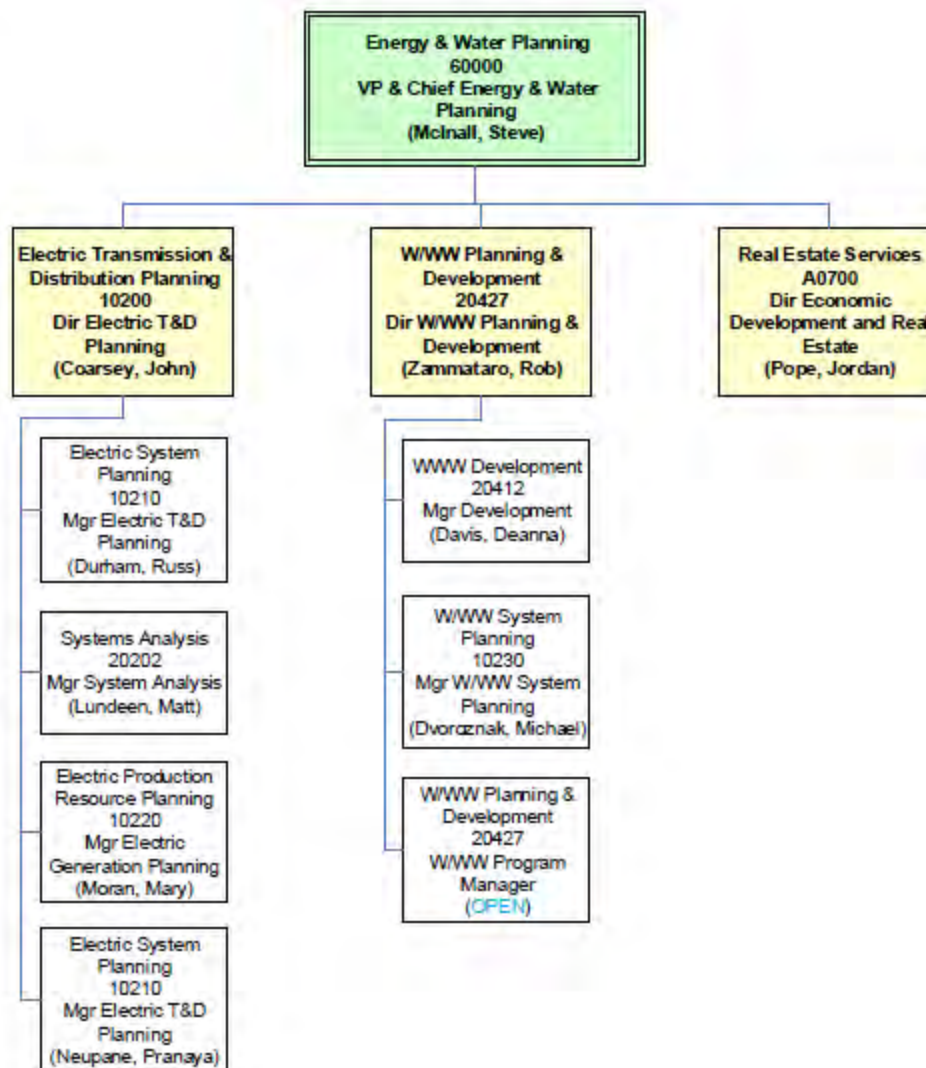 Energy & Water Planning
60000
VP & Chief Energy & Water
Planning
(McInall, Steve)
Electric Transmission &
Distribution Planning
10200
Dir Electric T&D
Planning
(Coarsey, John)
W/WW Planning &
Development
20427
Dir W/WW Planning &
Development
(Zammataro, Rob)
Real Estate Services
A0700
Dir Economic
Development and Real
Estate
(Pope, Jordan)
Electric System
Planning
10210
Mgr Electric T&D
Planning
(Durham, Russ)
Systems Analysis
20202
Mgr System Analysis
(Lundeen, Matt)
Electric Production
Resource Planning
10220
Mgr Electric
Generation Planning
(Moran, Mary)
Electric System
Planning
10210
Mgr Electric T&D
Planning
(Neupane, Pranaya)
WWW Development
20412
Mgr Development
(Davis, Deanna)
W/WW System
Planning
10230
Mgr W/WW System
Planning
(Dvoroznak, Michael)
W/WW Planning &
Development
20427
W/WW Program
Manager
(OPEN)